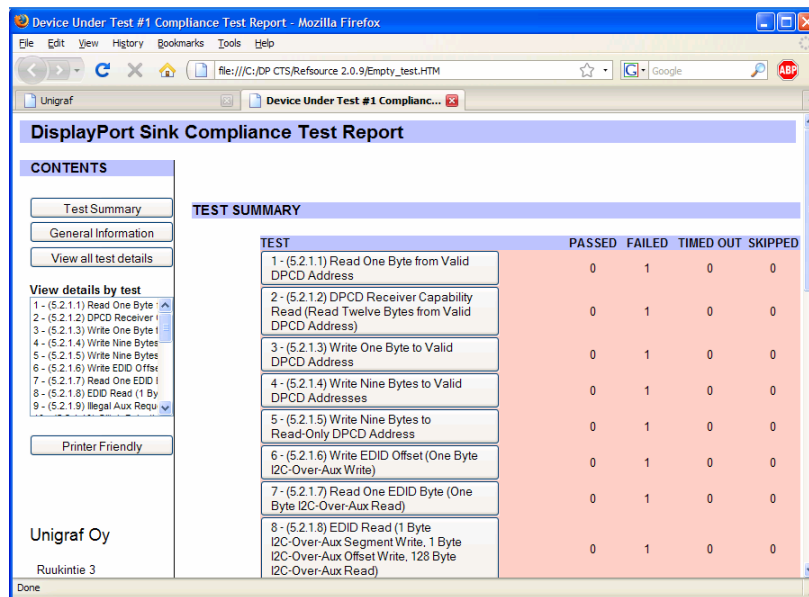 Device Under Test #1 Compliance Test Report - Mozilla Firefox
File Edit View History Bookmarks Tools Help
file:///C:/DP CTS/Refsource 2.0.9/Empty_test.HTM
G Google
ABP
Unigraf
Device Under Test #1 Complianc...
DisplayPort Sink Compliance Test Report
CONTENTS
Test Summary
General Information
View all test details
View details by test
1 - (5.2.1.1) Read One Byte
2 - (5.2.1.2) DPCD Receiver
3 - (5.2.1.3) Write One Byte
4 - (5.2.1.4) Write Nine Bytes
5 - (5.2.1.5) Write Nine Bytes
6 - (5.2.1.6) Write EDID Offse
7 - (5.2.1.7) Read One EDID
8 - (5.2.1.8) EDID Read (1 By
9 - (5.2.1.9) Illegal Aux Requ
Printer Friendly
Unigraf Oy
Ruukintie 3
TEST SUMMARY
TEST PASSED FAILED TIMED OUT SKIPPED
1 - (5.2.1.1) Read One Byte from Valid
DPCD Address
0 1 0 0
2 - (5.2.1.2) DPCD Receiver Capability
Read (Read Twelve Bytes from Valid
DPCD Address)
0 1 0 0
3 - (5.2.1.3) Write One Byte to Valid
DPCD Address
0 1 0 0
4 - (5.2.1.4) Write Nine Bytes to Valid
DPCD Addresses
0 1 0 0
5 - (5.2.1.5) Write Nine Bytes to
Read-Only DPCD Address
0 1 0 0
6 - (5.2.1.6) Write EDID Offset (One Byte
I2C-Over-Aux Write)
0 1 0 0
7 - (5.2.1.7) Read One EDID Byte (One
Byte I2C-Over-Aux Read)
0 1 0 0
8 - (5.2.1.8) EDID Read (1 Byte
I2C-Over-Aux Segment Write, 1 Byte
I2C-Over-Aux Offset Write, 128 Byte
I2C-Over-Aux Read)
0 1 0 0
Done